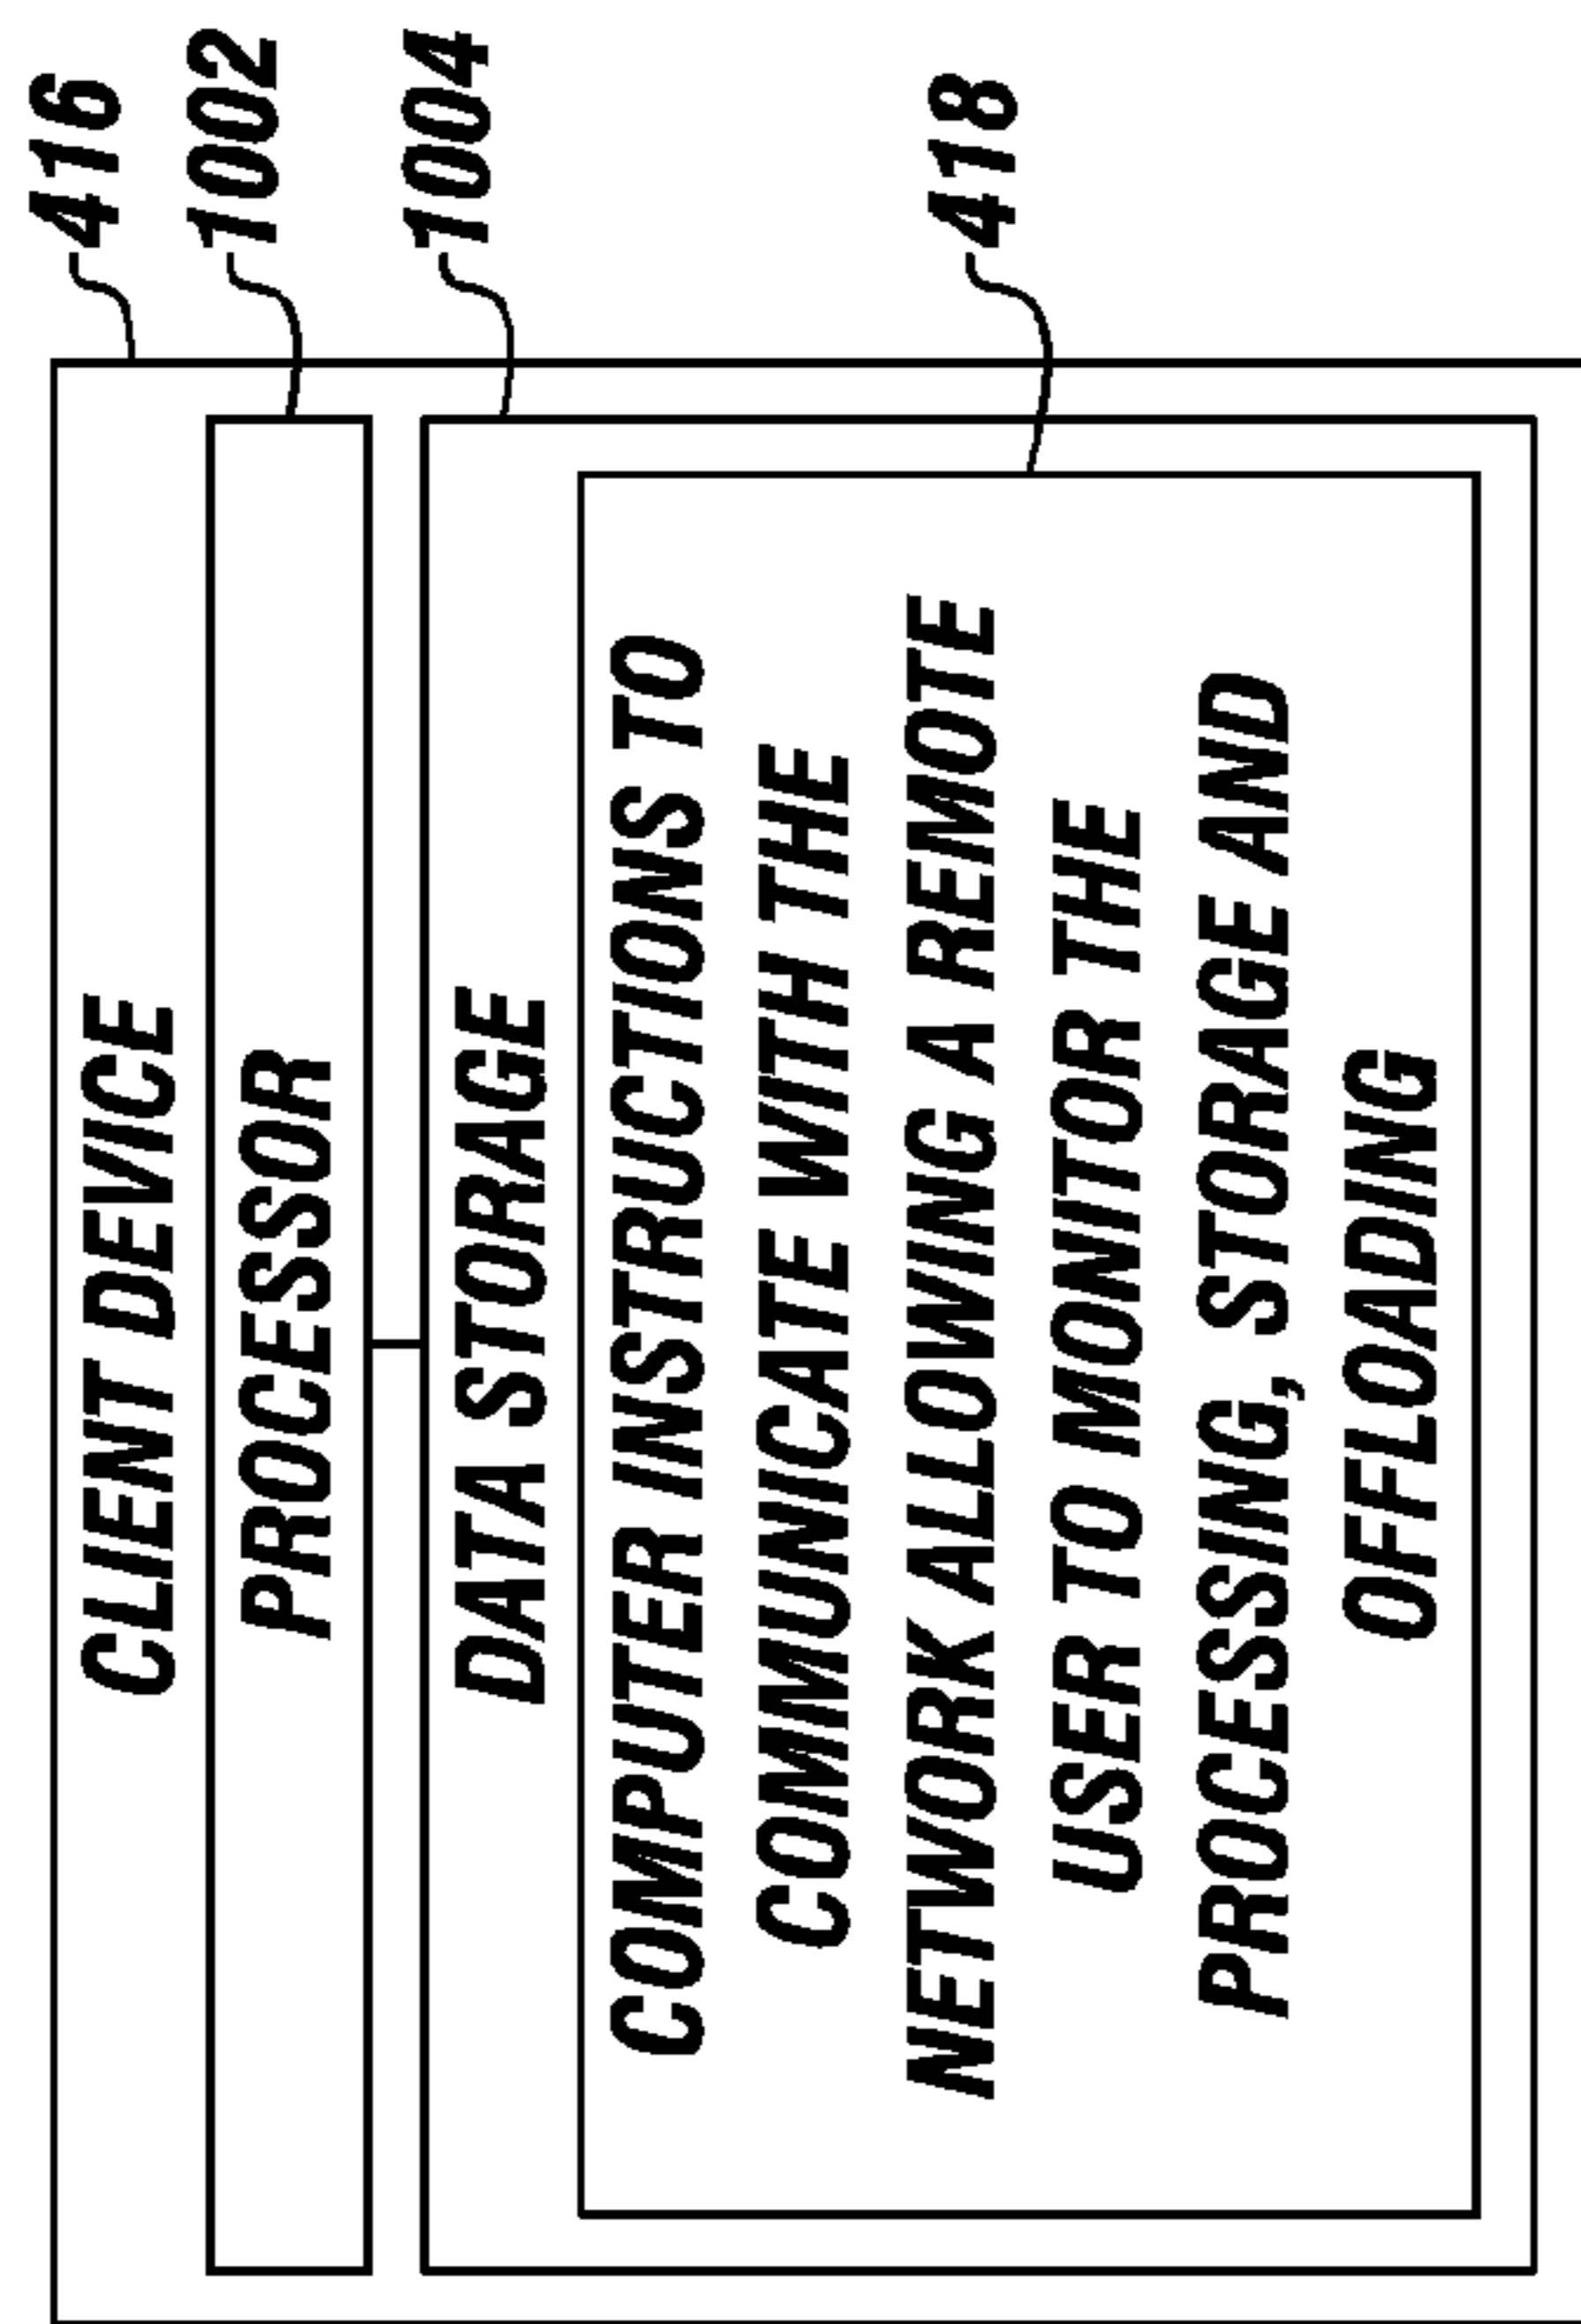 CLIENT DEVICE
416
PROCESSOR
1002
DATA STORAGE
1004
COMPUTER INSTRUCTIONS TO
COMMUNICATE WITH THE
NETWORK ALLOWING A REMOTE
USER TO MONITOR THE
PROCESSING, STORAGE AND
OFFLOADING
418